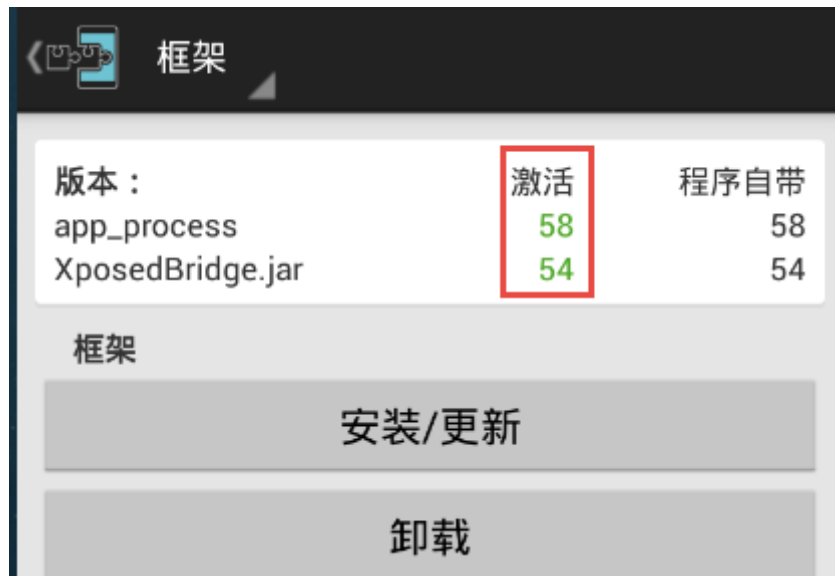 框架
版本： 激活 程序自带
app_process 58 58
XposedBridge.jar 54 54
框架
安装/更新
卸载